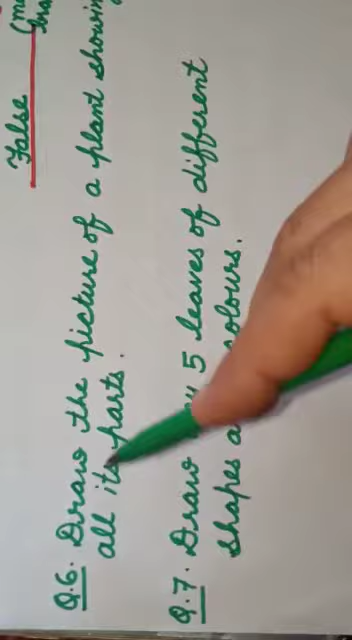 False
Q.6. Draw the picture of a plant showing
all its parts.
Q.7. Draw 5 leaves of different
shapes colours.